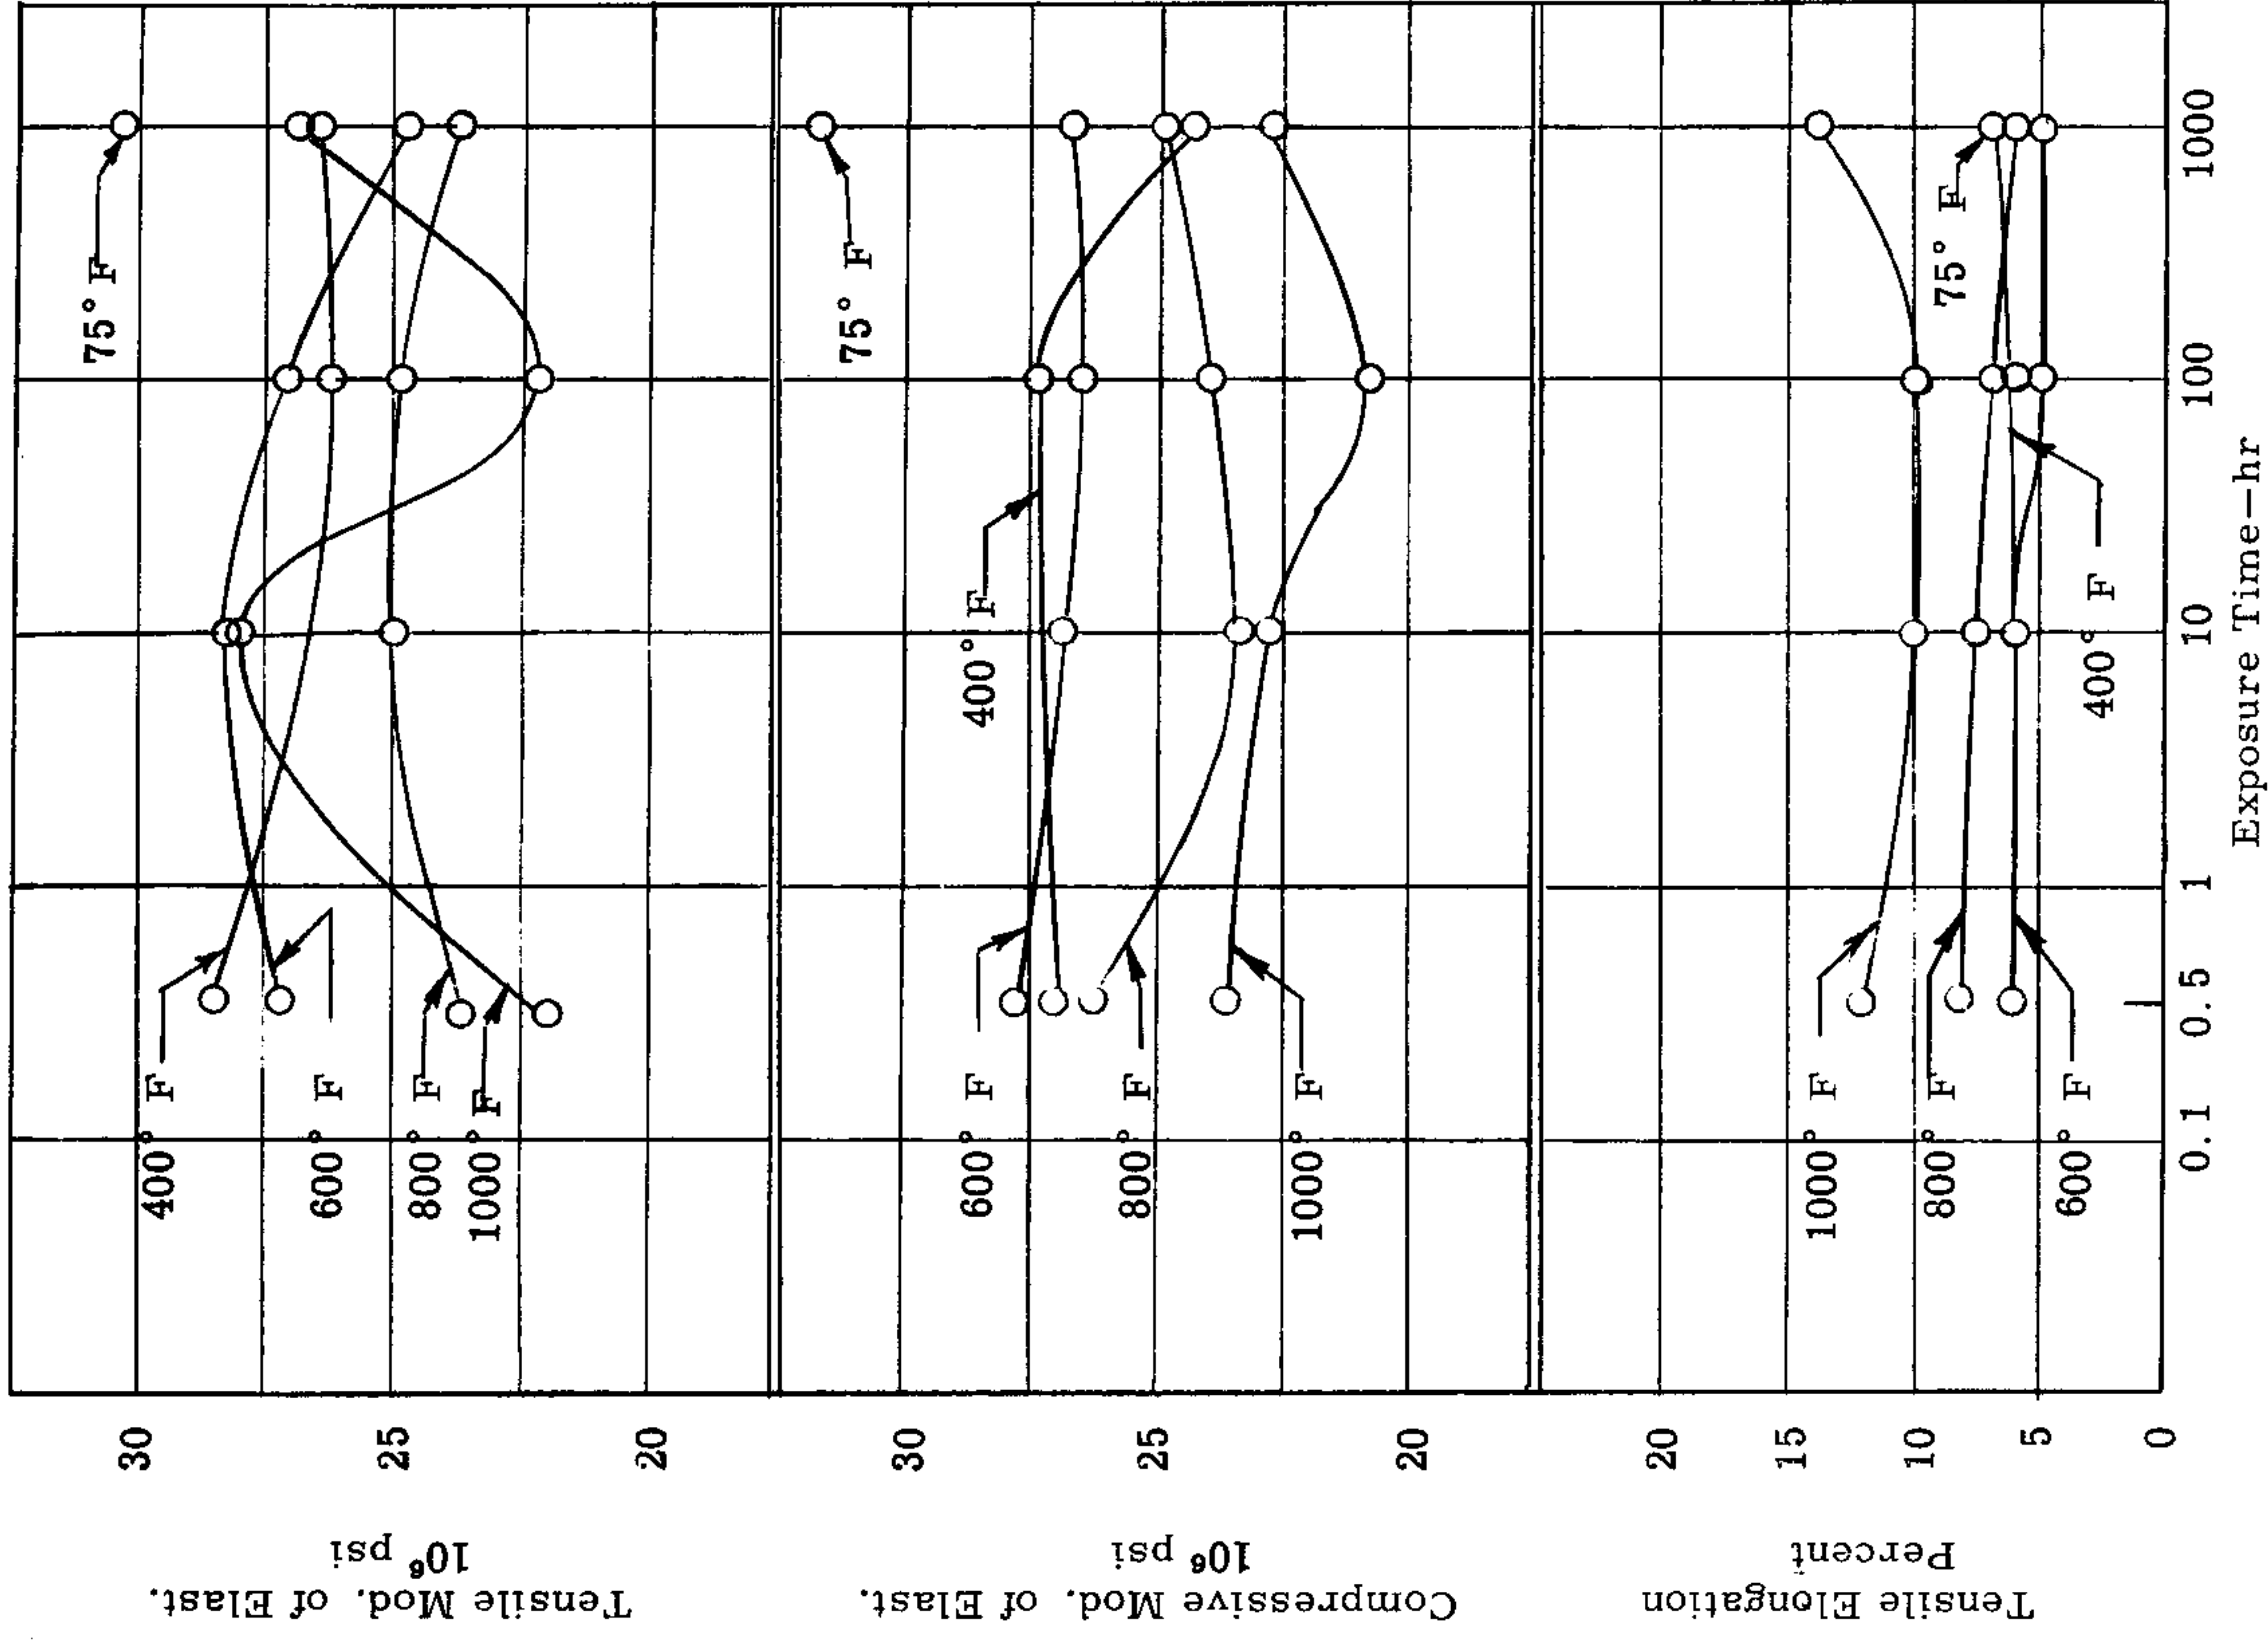 Tensile Mod. of Elast.
10⁶ psi
30
25
20
75° F
400° F
600° F
800° F
1000° F
Compressive Mod. of Elast.
10⁶ psi
30
25
20
75° F
400° F
600° F
800° F
1000° F
Tensile Elongation
Percent
20
15
10
5
0
75° F
1000° F
800° F
600° F
400° F
0.1 0.5 1 10 100 1000
Exposure Time-hr